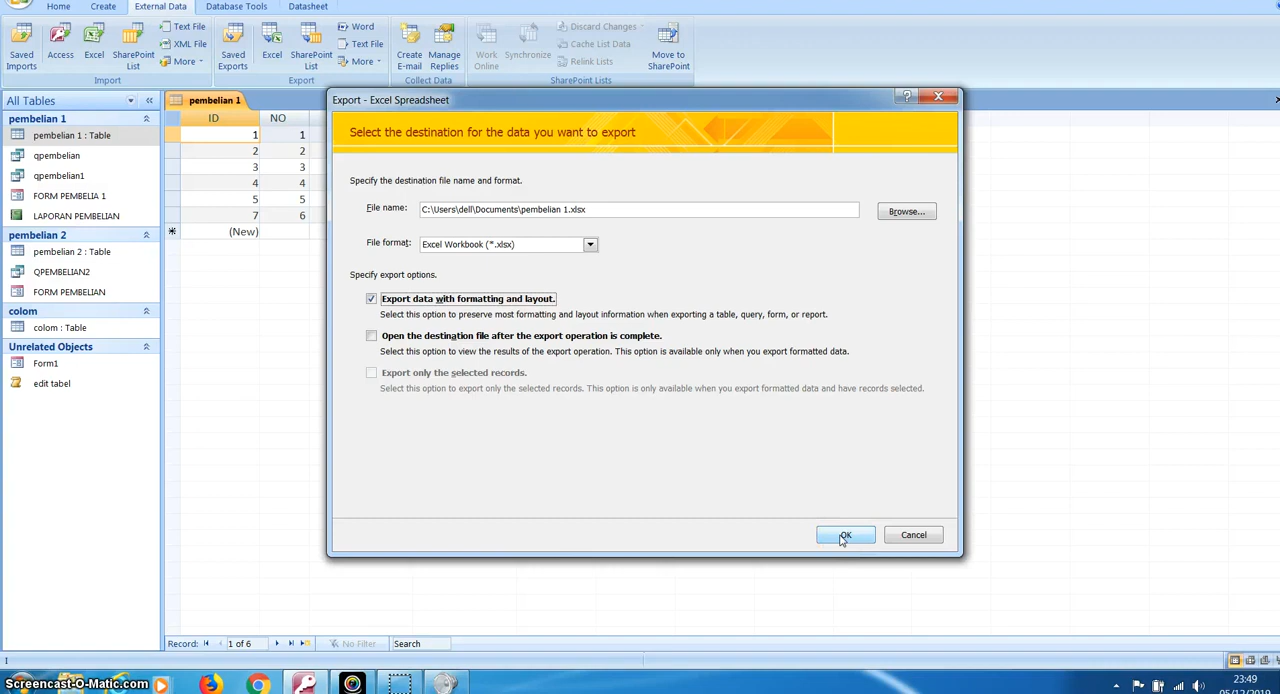 Home Create External Data Database Tools Datasheet
Saved Imports
Access
Excel
SharePoint List
Text File
XML File
More
Import
Saved Exports
Excel
SharePoint List
Word
Text File
More
Export
Create E-mail
Manage Replies
Collect Data
Work Online
Synchronize
Discard Changes
Cache List Data
Relink Lists
Move to SharePoint
SharePoint Lists
All Tables
pembelian 1
pembelian 1 : Table
qpembelian
qpembelian1
FORM PEMBELIA 1
LAPORAN PEMBELIAN
pembelian 2
pembelian 2 : Table
QPEMBELIAN2
FORM PEMBELIAN
colom
colom : Table
Unrelated Objects
Form1
edit tabel
pembelian 1
ID NO
1 1
2 2
3 3
4 4
5 5
7 6
(New)
Export - Excel Spreadsheet
Select the destination for the data you want to export
Specify the destination file name and format.
File name: C:\Users\dell\Documents\pembelian 1.xlsx Browse...
File format: Excel Workbook (*.xlsx)
Specify export options.
Export data with formatting and layout.
Select this option to preserve most formatting and layout information when exporting a table, query, form, or report.
Open the destination file after the export operation is complete.
Select this option to view the results of the export operation. This option is available only when you export formatted data.
Export only the selected records.
Select this option to export only the selected records. This option is only available when you export formatted data and have records selected.
OK Cancel
Record: 1 of 6 No Filter Search
Screencast-O-Matic.com
23:49
05/12/2019